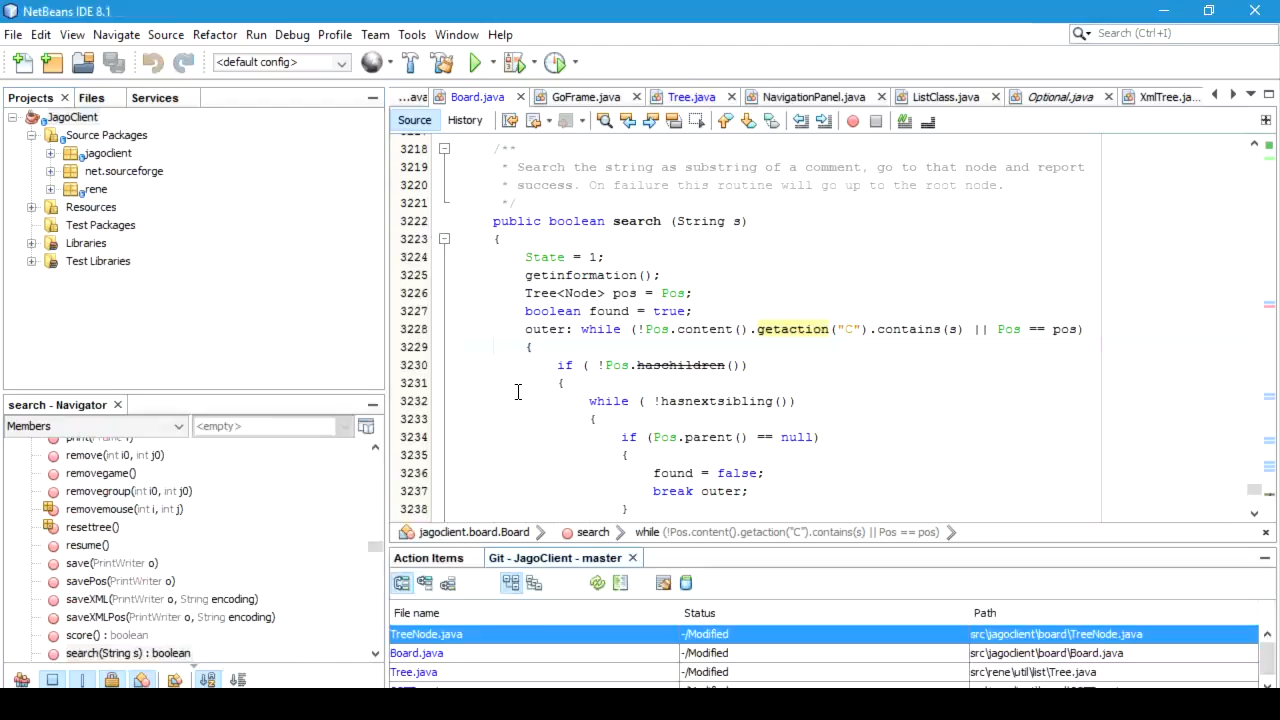 NetBeans IDE 8.1
File Edit View Navigate Source Refactor Run Debug Profile Team Tools Window Help
Search (Ctrl+I)
<default config>
Projects Files Services
JagoClient
Source Packages
jagoclient
net.sourceforge
rene
Resources
Test Packages
Libraries
Test Libraries
search - Navigator
Members <empty>
remove(int i0, int j0)
removegame()
removegroup(int i0, int j0)
removemouse(int i, int j)
resettree()
resume()
save(PrintWriter o)
savePos(PrintWriter o)
saveXML(PrintWriter o, String encoding)
saveXMLPos(PrintWriter o, String encoding)
score() : boolean
search(String s) : boolean
...ava Board.java GoFrame.java Tree.java NavigationPanel.java ListClass.java Optional.java XmlTree.ja...
Source History
3218 /**
3219 * Search the string as substring of a comment, go to that node and report
3220 * success. On failure this routine will go up to the root node.
3221 */
3222 public boolean search (String s)
3223 {
3224 State = 1;
3225 getinformation();
3226 Tree<Node> pos = Pos;
3227 boolean found = true;
3228 outer: while (!Pos.content().getaction("C").contains(s) || Pos == pos)
3229 {
3230 if ( !Pos.haschildren())
3231 {
3232 while ( !hasnextsibling())
3233 {
3234 if (Pos.parent() == null)
3235 {
3236 found = false;
3237 break outer;
3238 }
jagoclient.board.Board search while (!Pos.content().getaction("C").contains(s) || Pos == pos)
Action Items Git - JagoClient - master
File name Status Path
TreeNode.java -/Modified src\jagoclient\board\TreeNode.java
Board.java -/Modified src\jagoclient\board\Board.java
Tree.java -/Modified src\rene\util\list\Tree.java